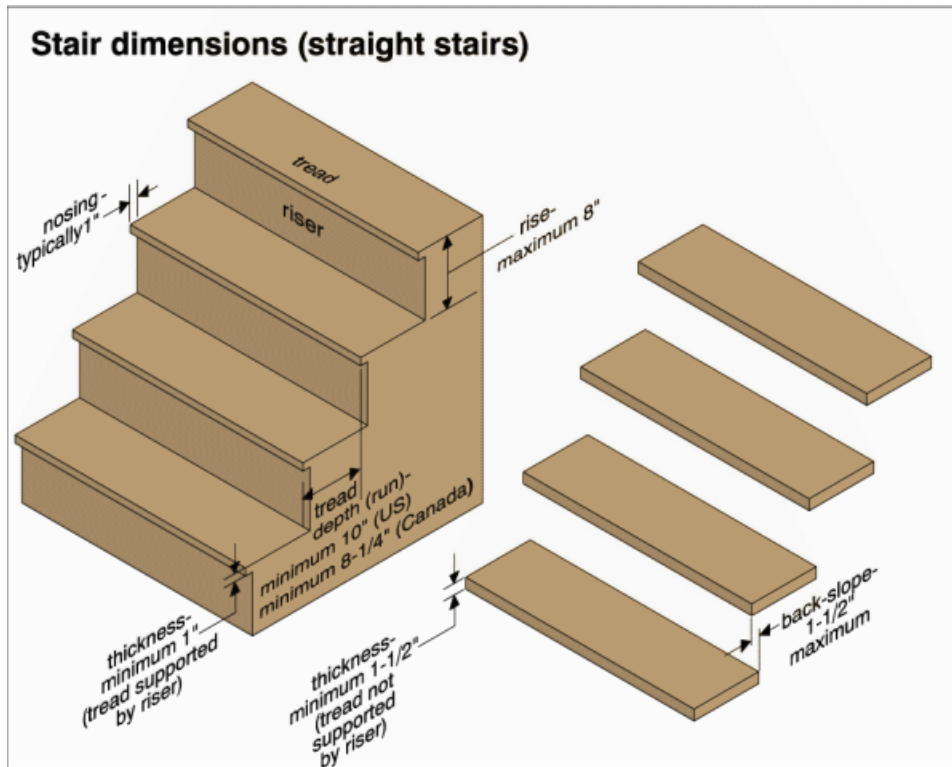 Stair dimensions (straight stairs)
tread
riser
nosing-
typically1"
rise-
maximum 8"
tread
depth (run)-
minimum 10" (US)
minimum 8-1/4" (Canada)
thickness-
minimum 1"
(tread supported
by riser)
thickness-
minimum 1-1/2"
(tread not
supported
by riser)
back-slope-
1-1/2"
maximum